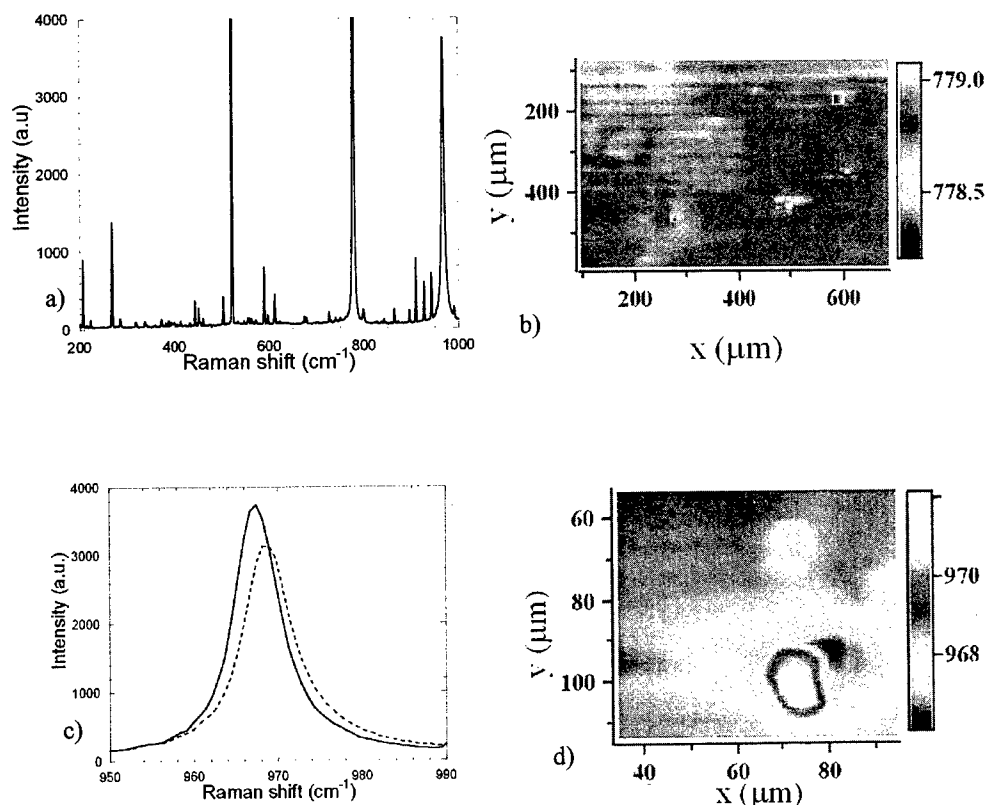 4000
3000
2000
1000
0
Intensity (a.u)
a)
200
400
600
800
1000
Raman shift (cm-1)
200
400
y (µm)
200
400
600
x (µm)
b)
779.0
778.5
4000
3000
2000
1000
0
Intensity (a.u.)
c)
950
960
970
980
990
Raman shift (cm-1)
60
80
100
y (µm)
40
60
80
x (µm)
d)
970
968